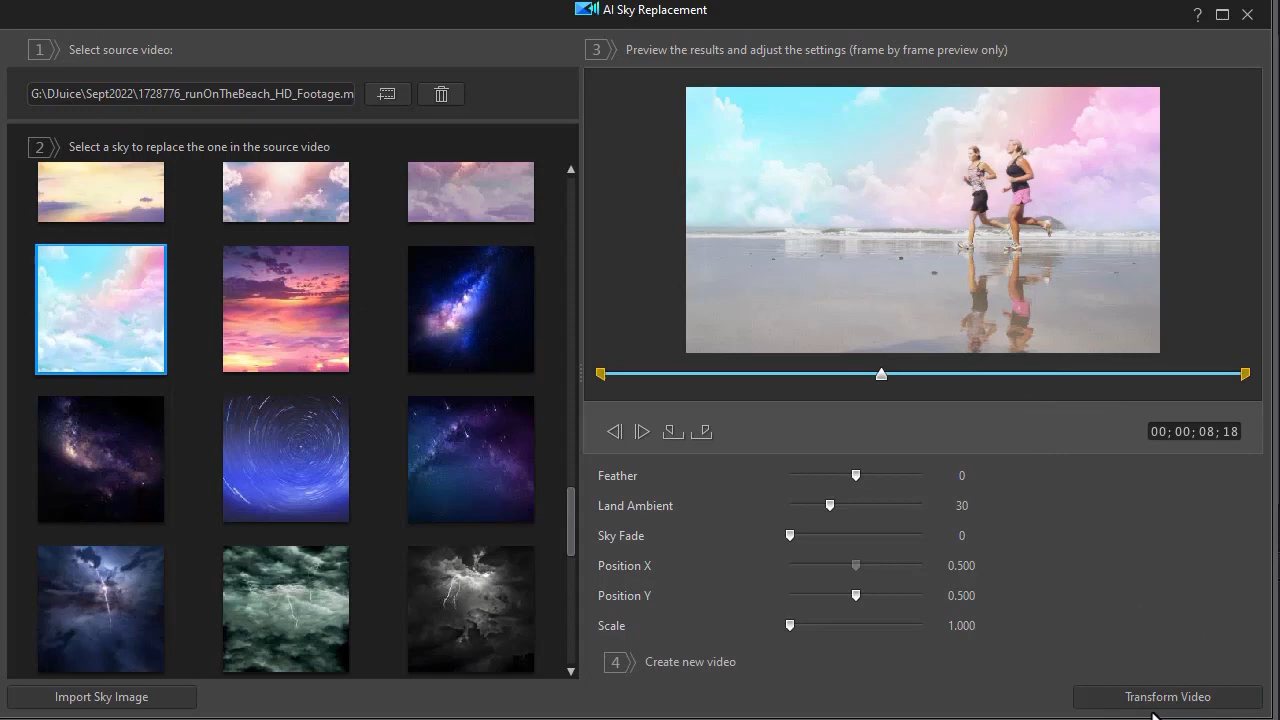 AI Sky Replacement
?
1 Select source video:
G:\DJuice\Sept2022\1728776_runOnTheBeach_HD_Footage.m
2 Select a sky to replace the one in the source video
Import Sky Image
3 Preview the results and adjust the settings (frame by frame preview only)
00; 00; 08; 18
Feather 0
Land Ambient 30
Sky Fade 0
Position X 0.500
Position Y 0.500
Scale 1.000
4 Create new video
Transform Video